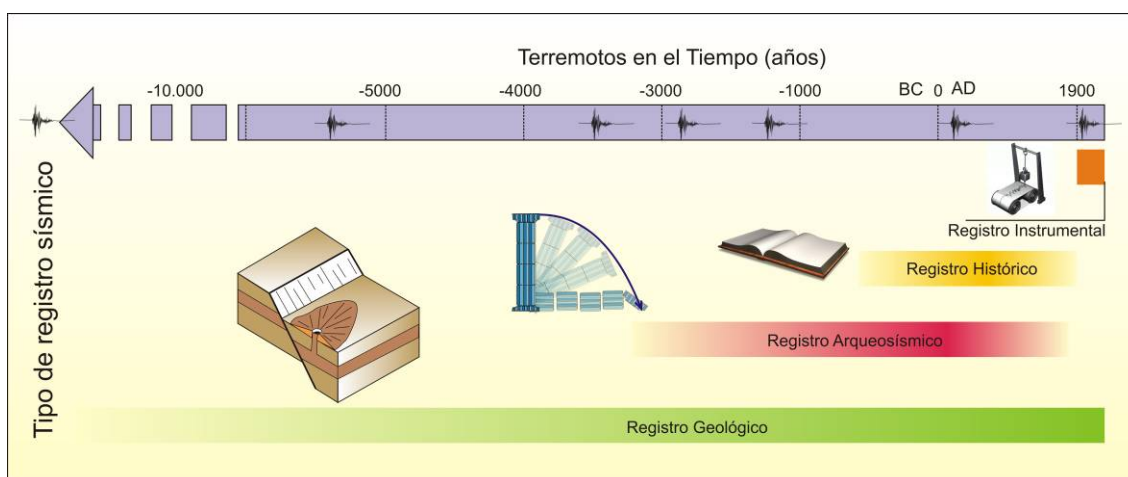 Terremotos en el Tiempo (años)
-10.000 -5000 -4000 -3000 -1000 BC 0 AD 1900
Tipo de registro sísmico
Registro Instrumental
Registro Histórico
Registro Arqueosísmico
Registro Geológico